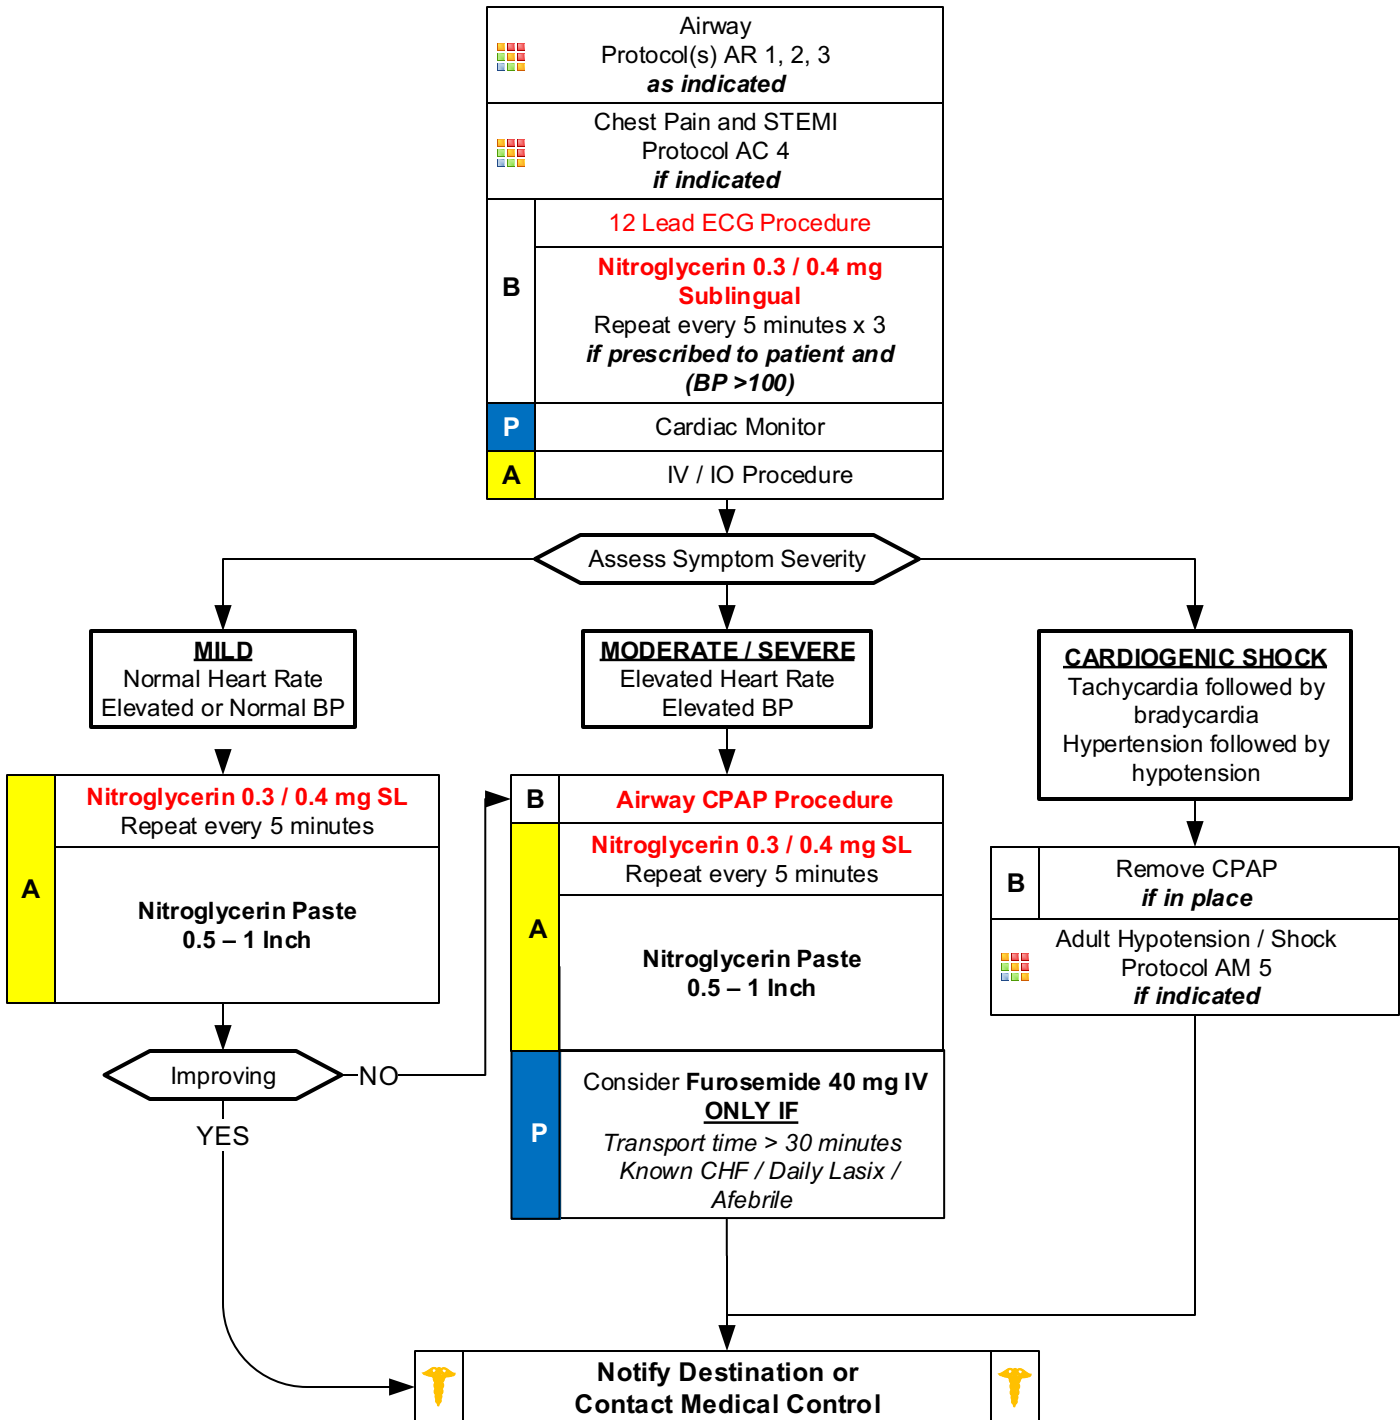 Airway
Protocol(s) AR 1, 2, 3
as indicated
Chest Pain and STEMI
Protocol AC 4
if indicated
B
12 Lead ECG Procedure
Nitroglycerin 0.3 / 0.4 mg
Sublingual
Repeat every 5 minutes x 3
if prescribed to patient and
(BP >100)
P
Cardiac Monitor
A
IV / IO Procedure
Assess Symptom Severity
MILD
Normal Heart Rate
Elevated or Normal BP
A
Nitroglycerin 0.3 / 0.4 mg SL
Repeat every 5 minutes
Nitroglycerin Paste
0.5 – 1 Inch
Improving
NO
YES
MODERATE / SEVERE
Elevated Heart Rate
Elevated BP
B
Airway CPAP Procedure
A
Nitroglycerin 0.3 / 0.4 mg SL
Repeat every 5 minutes
Nitroglycerin Paste
0.5 – 1 Inch
P
Consider Furosemide 40 mg IV
ONLY IF
Transport time > 30 minutes
Known CHF / Daily Lasix /
Afebrile
CARDIOGENIC SHOCK
Tachycardia followed by
bradycardia
Hypertension followed by
hypotension
B
Remove CPAP
if in place
Adult Hypotension / Shock
Protocol AM 5
if indicated
Notify Destination or
Contact Medical Control